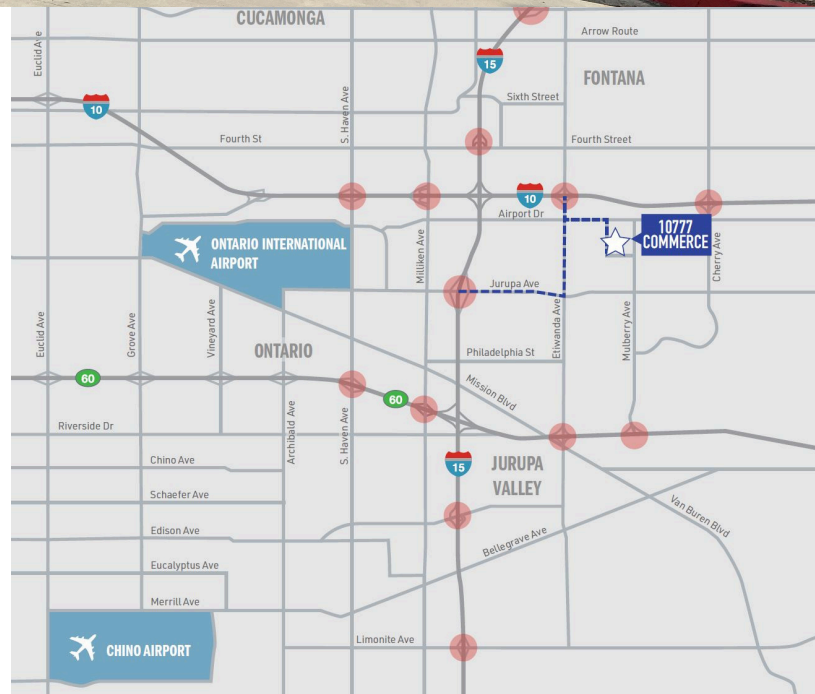 CUCAMONGA
Arrow Route
Euclid Ave
15
FONTANA
10
Sixth Street
S. Haven Ave
Fourth St
Fourth Street
10
Airport Dr
10777
COMMERCE
ONTARIO INTERNATIONAL
AIRPORT
Milliken Ave
Cherry Ave
Jurupa Ave
Euclid Ave
Grove Ave
Vineyard Ave
ONTARIO
Etiwanda Ave
Mulberry Ave
Philadelphia St
60
60
Mission Blvd
Riverside Dr
Archibald Ave
S. Haven Ave
Chino Ave
15
JURUPA
VALLEY
Schaefer Ave
Van Buren Blvd
Edison Ave
Bellegrave Ave
Eucalyptus Ave
Merrill Ave
Limonite Ave
CHINO AIRPORT